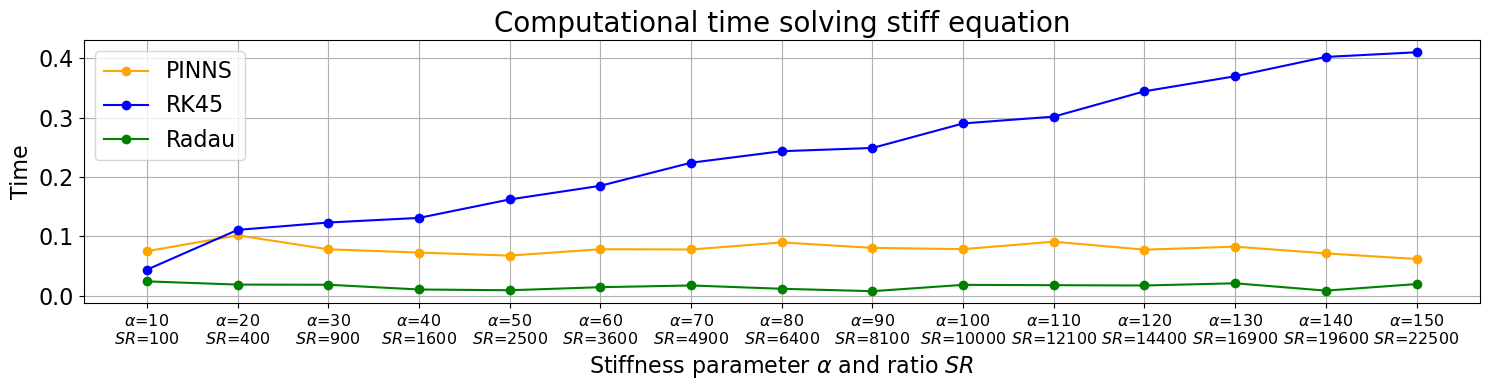 Computational time solving stiff equation
PINNS
RK45
Radau
Time
0.4
0.3
0.2
0.1
0.0
α=10 α=20 α=30 α=40 α=50 α=60 α=70 α=80 α=90 α=100 α=110 α=120 α=130 α=140 α=150
SR=100 SR=400 SR=900 SR=1600 SR=2500 SR=3600 SR=4900 SR=6400 SR=8100 SR=10000 SR=12100 SR=14400 SR=16900 SR=19600 SR=22500
Stiffness parameter α and ratio SR